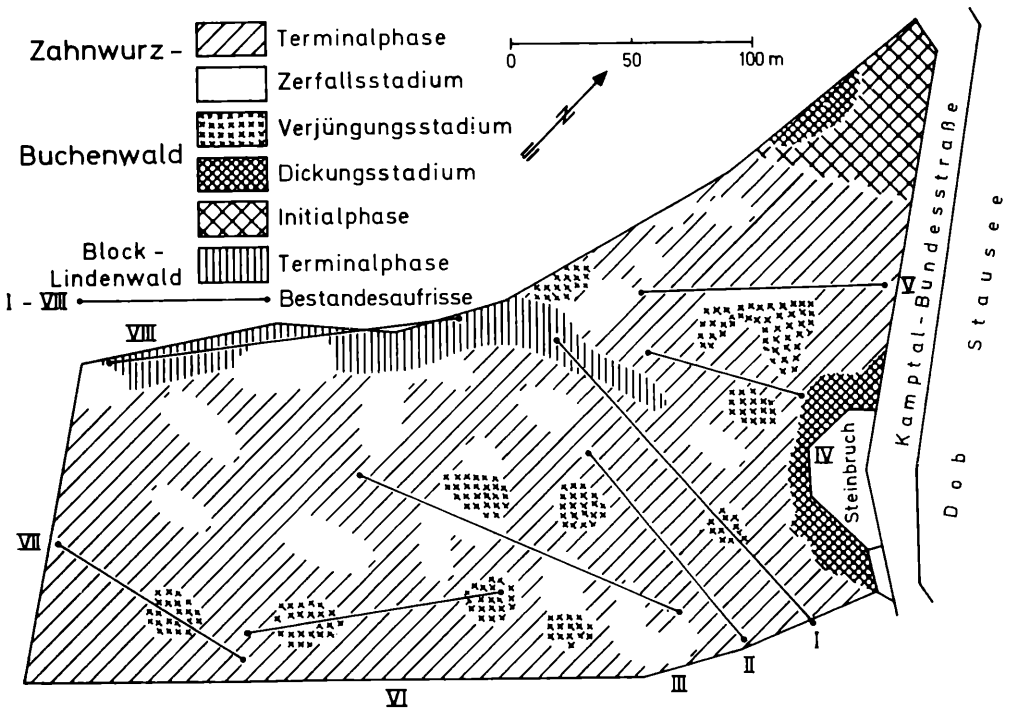 Zahnwurz-
Buchenwald
Terminalphase
Zerfallsstadium
Verjüngungsstadium
Dickungsstadium
Initialphase
Block-
Lindenwald
Terminalphase
I - VIII
Bestandesaufrisse
0 50 100 m
N
VIII
V
IV
VII
VI
III
II
I
Steinbruch
Kamptal-Bundesstraße
Dob
Stausee